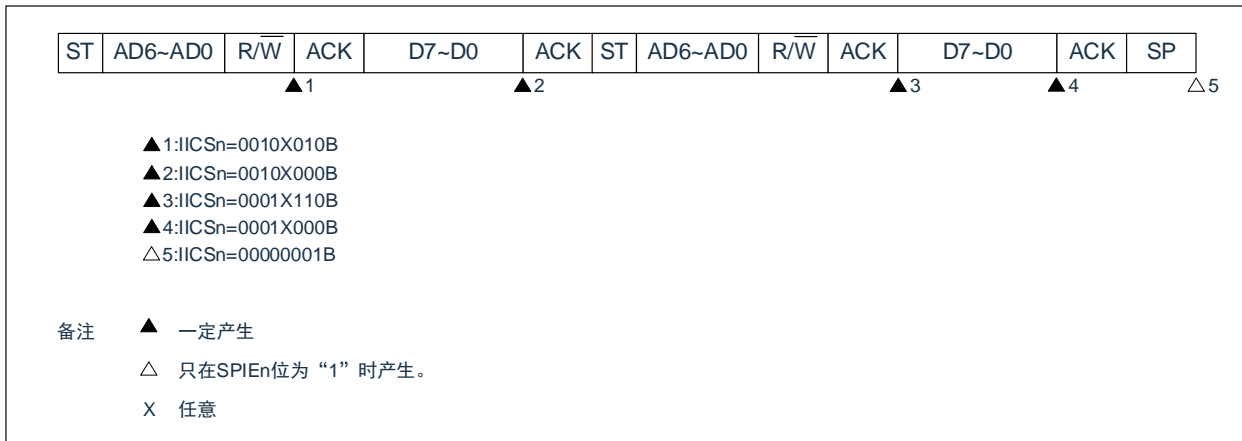 ST AD6~AD0 R/W ACK D7~D0 ACK ST AD6~AD0 R/W ACK D7~D0 ACK SP
▲1 ▲2 ▲3 ▲4 △5
▲1:IICSn=0010X010B
▲2:IICSn=0010X000B
▲3:IICSn=0001X110B
▲4:IICSn=0001X000B
△5:IICSn=00000001B
备注 ▲ 一定产生
△ 只在SPIEn位为“1”时产生。
X 任意